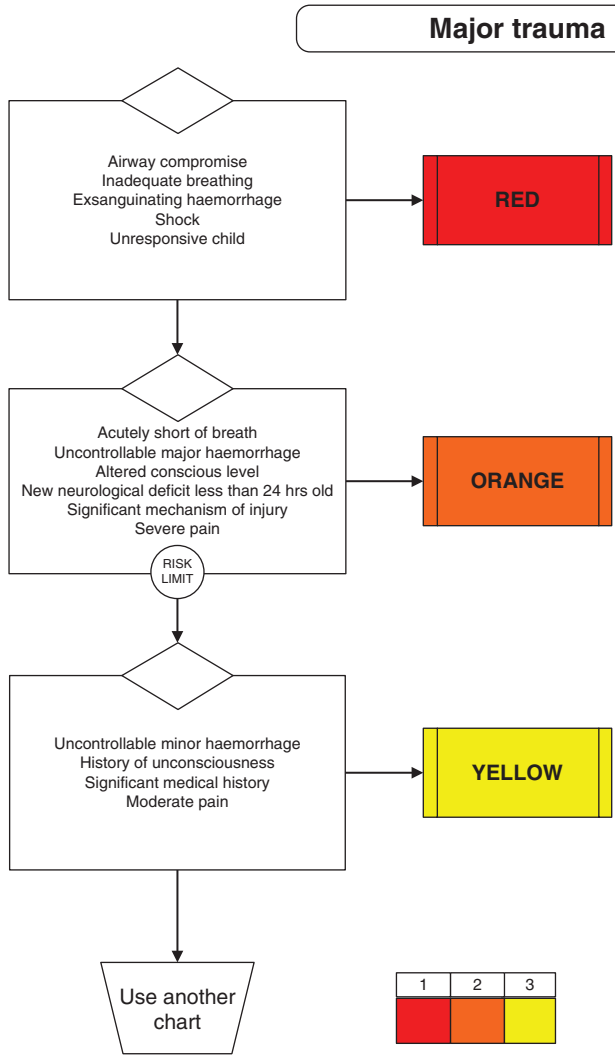 Major trauma
Airway compromise
Inadequate breathing
Exsanguinating haemorrhage
Shock
Unresponsive child
RED
Acutely short of breath
Uncontrollable major haemorrhage
Altered conscious level
New neurological deficit less than 24 hrs old
Significant mechanism of injury
Severe pain
ORANGE
RISK
LIMIT
Uncontrollable minor haemorrhage
History of unconsciousness
Significant medical history
Moderate pain
YELLOW
Use another
chart
1 2 3